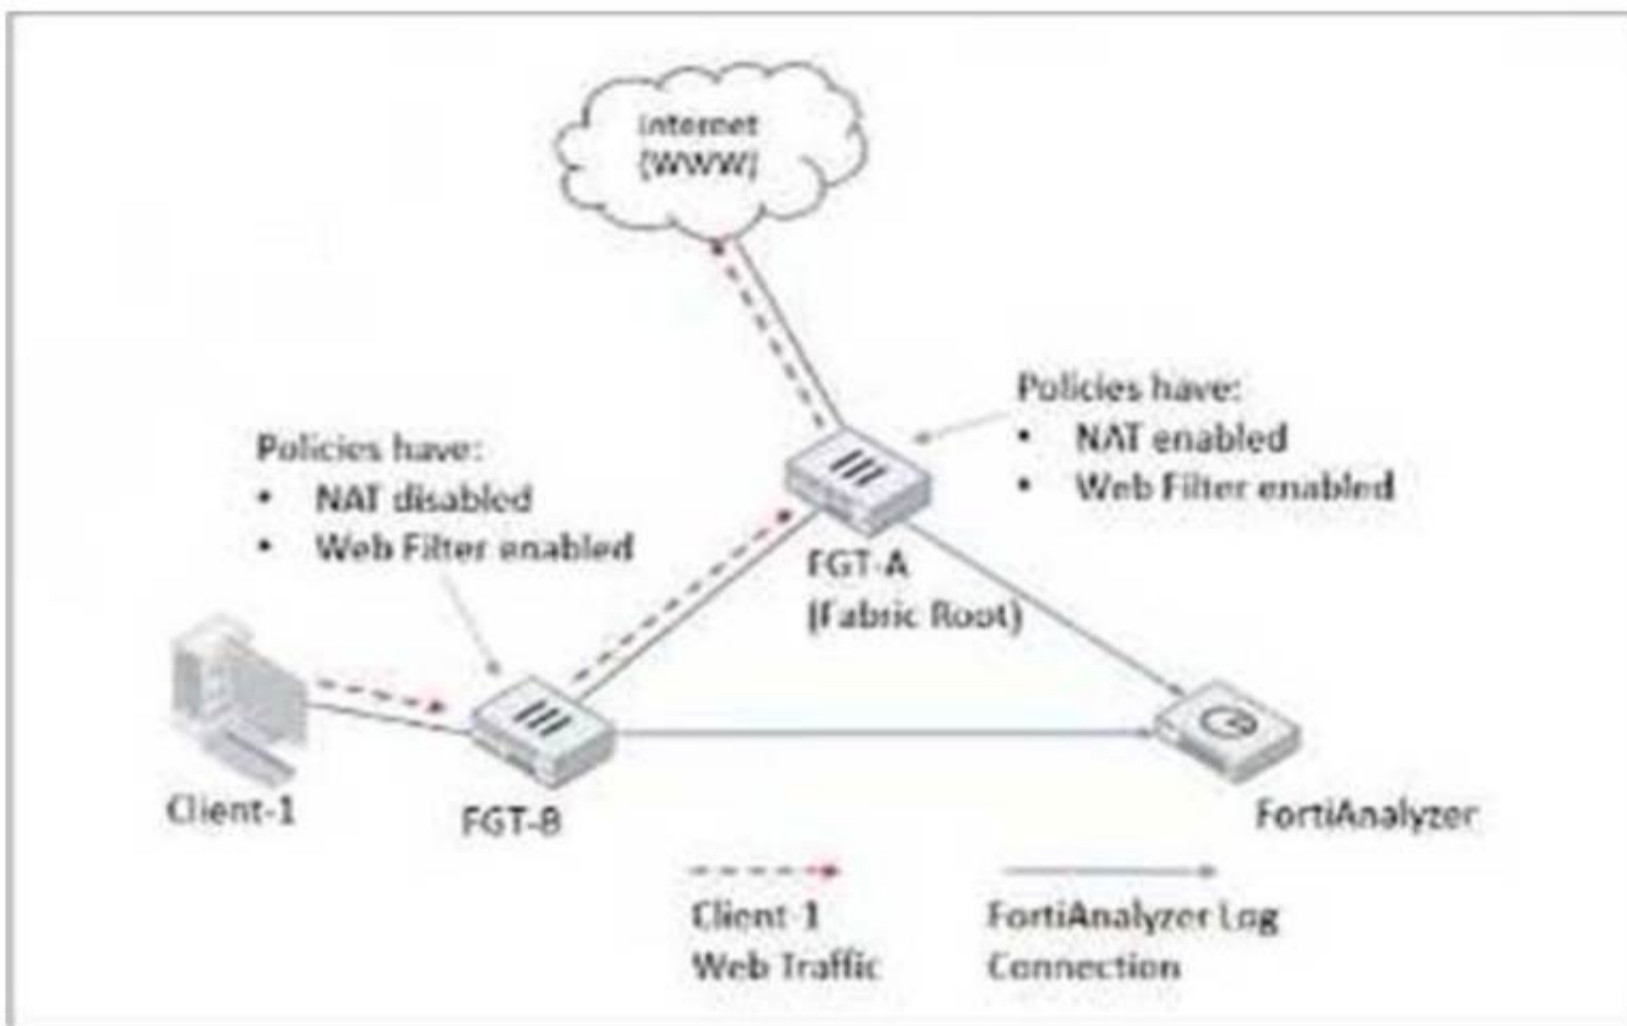 Internet
(WWW)
Policies have:
• NAT enabled
• Web Filter enabled
Policies have:
• NAT disabled
• Web Filter enabled
FGT-A
(Fabric Root)
Client-1
FGT-B
FortiAnalyzer
Client-1
Web Traffic
FortiAnalyzer Log
Connection